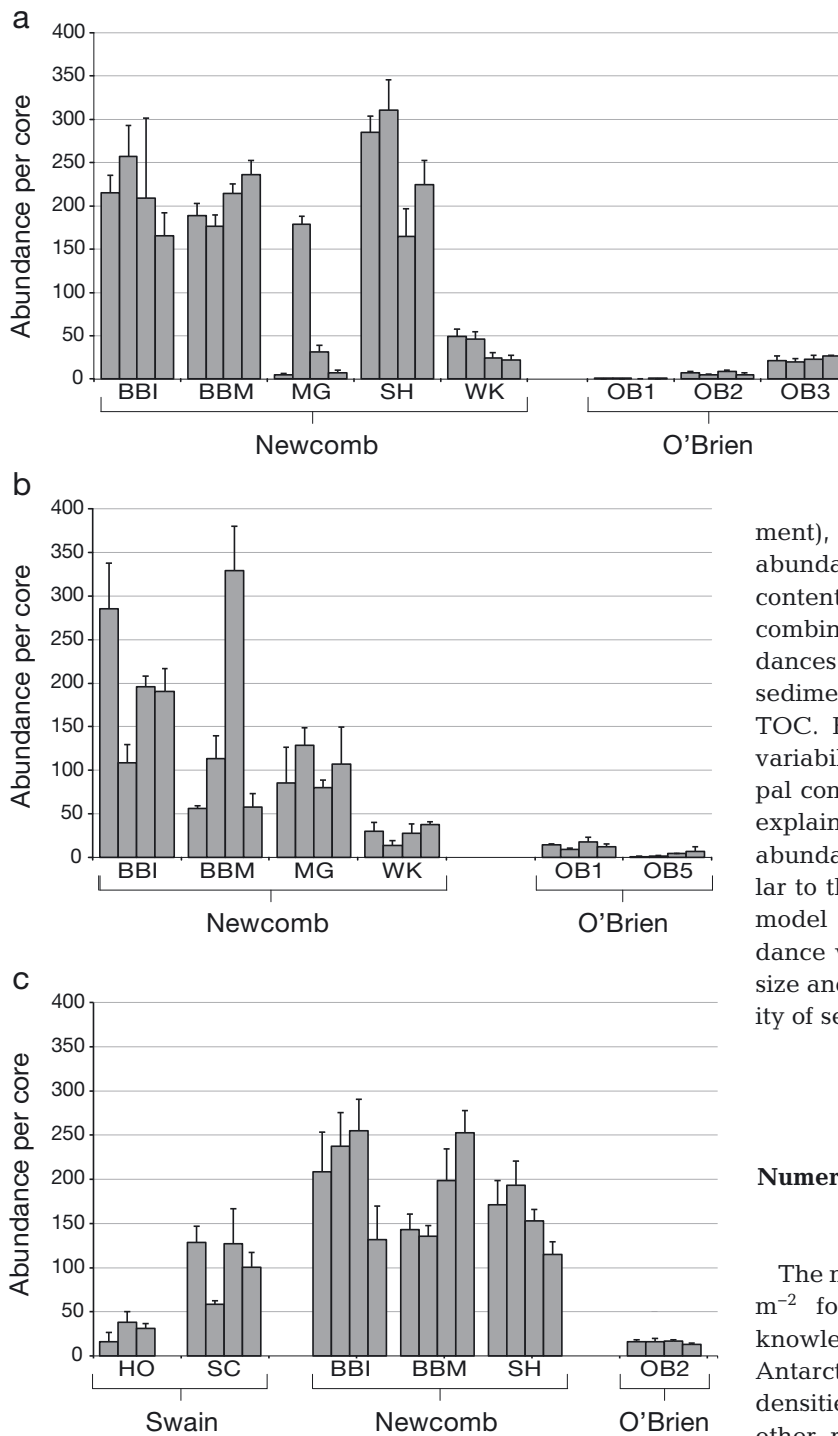 a
400
350
300
250
200
150
100
50
0
Abundance per core
BBI BBM MG SH WK OB1 OB2 OB3
Newcomb O’Brien
b
400
350
300
250
200
150
100
50
0
Abundance per core
BBI BBM MG WK OB1 OB5
Newcomb O’Brien
c
400
350
300
250
200
150
100
50
0
Abundance per core
HO SC BBI BBM SH OB2
Swain Newcomb O’Brien
ment),
abunda
content
combin
dances
sedime
TOC.
variabil
pal con
explain
abunda
lar to th
model
dance v
size and
ity of se
Numer
The
m⁻² fo
knowle
Antarct
densitie